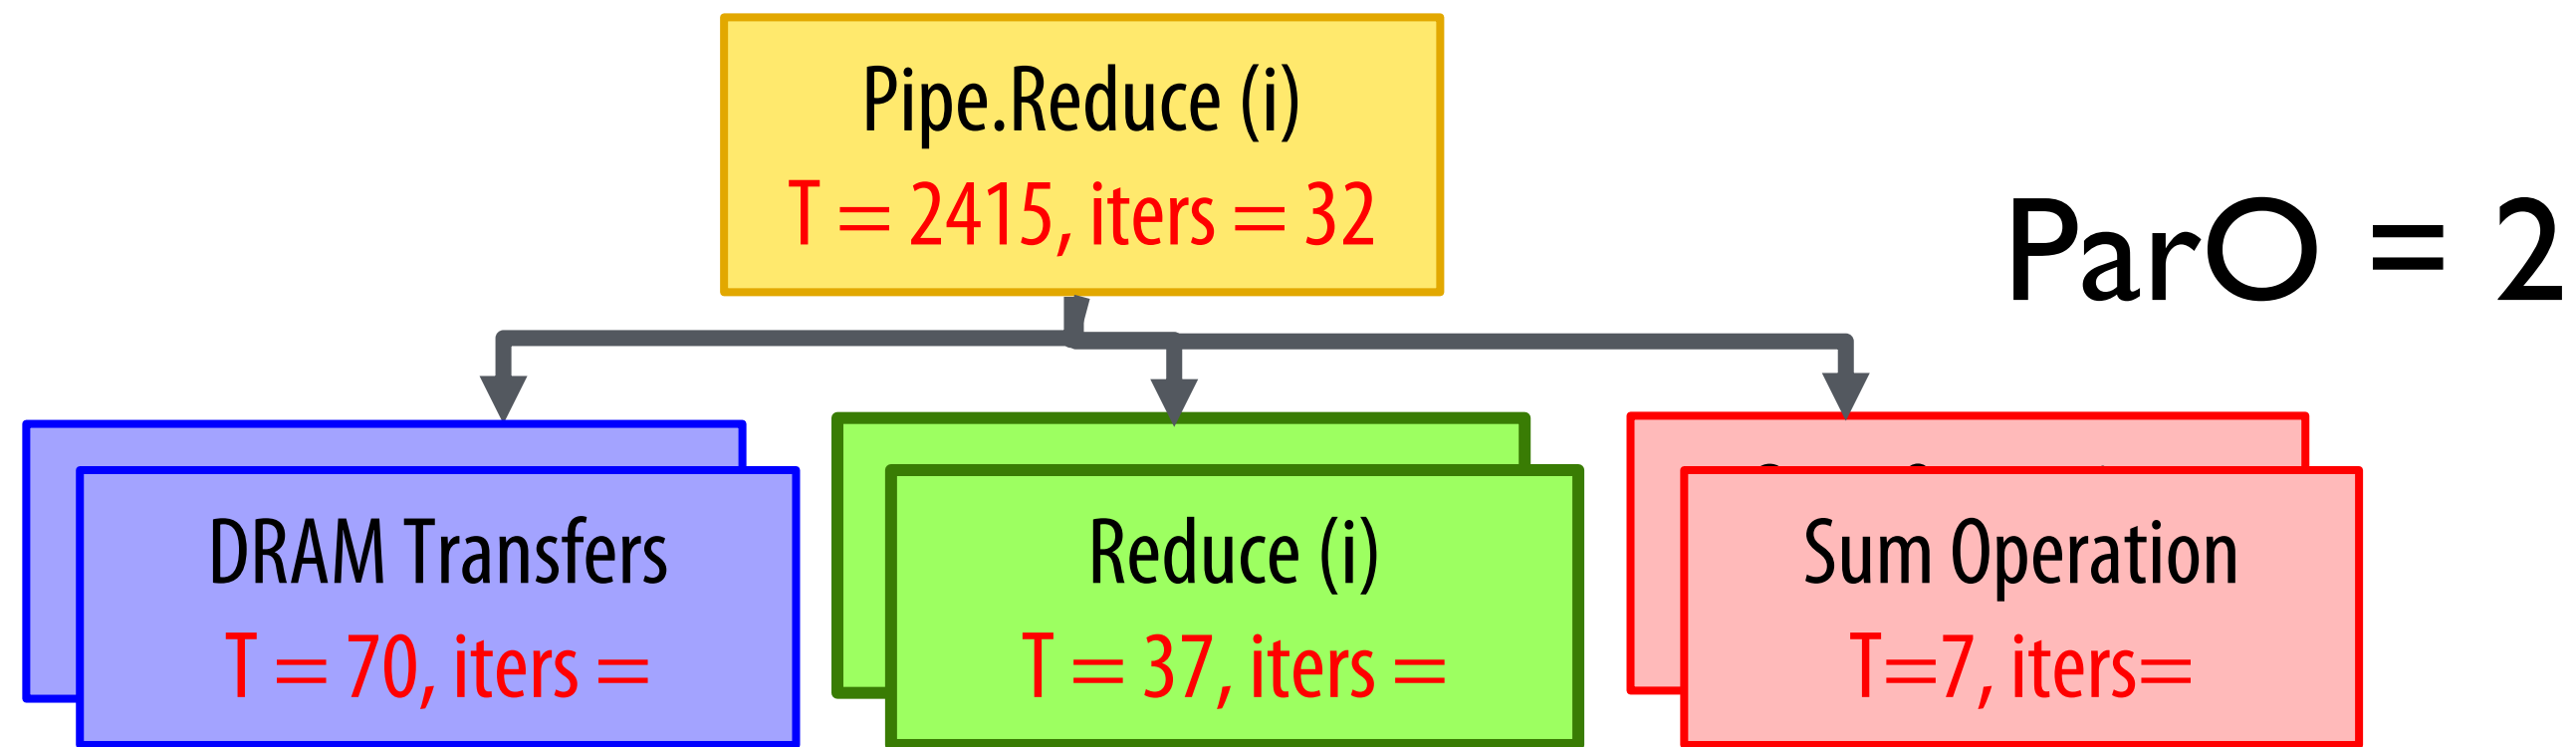 Pipe.Reduce (i)
T = 2415, iters = 32
ParO = 2
DRAM Transfers
T = 70, iters =
Reduce (i)
T = 37, iters =
Sum Operation
T=7, iters=